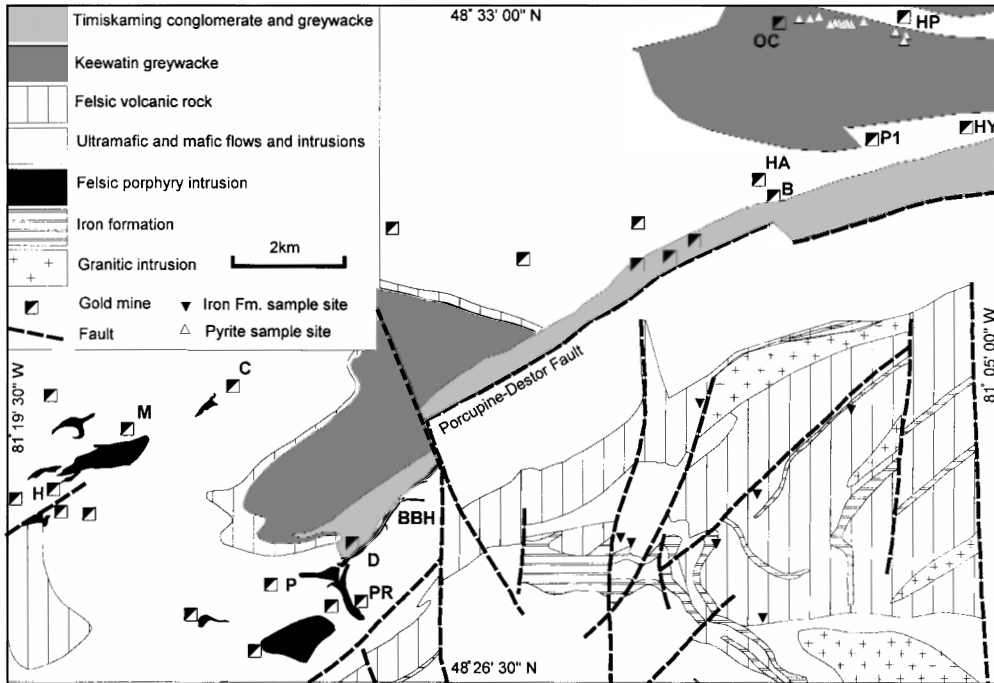 Timiskaming conglomerate and greywacke
Keewatin greywacke
Felsic volcanic rock
Ultramafic and mafic flows and intrusions
Felsic porphyry intrusion
Iron formation
Granitic intrusion
2km
Gold mine
Iron Fm. sample site
Fault
Pyrite sample site
48° 33' 00" N
OC
HP
P1
HY
HA
B
81° 19' 30" W
81° 05' 00" W
C
M
H
Porcupine-Destor Fault
BBH
D
P
PR
48° 26' 30" N